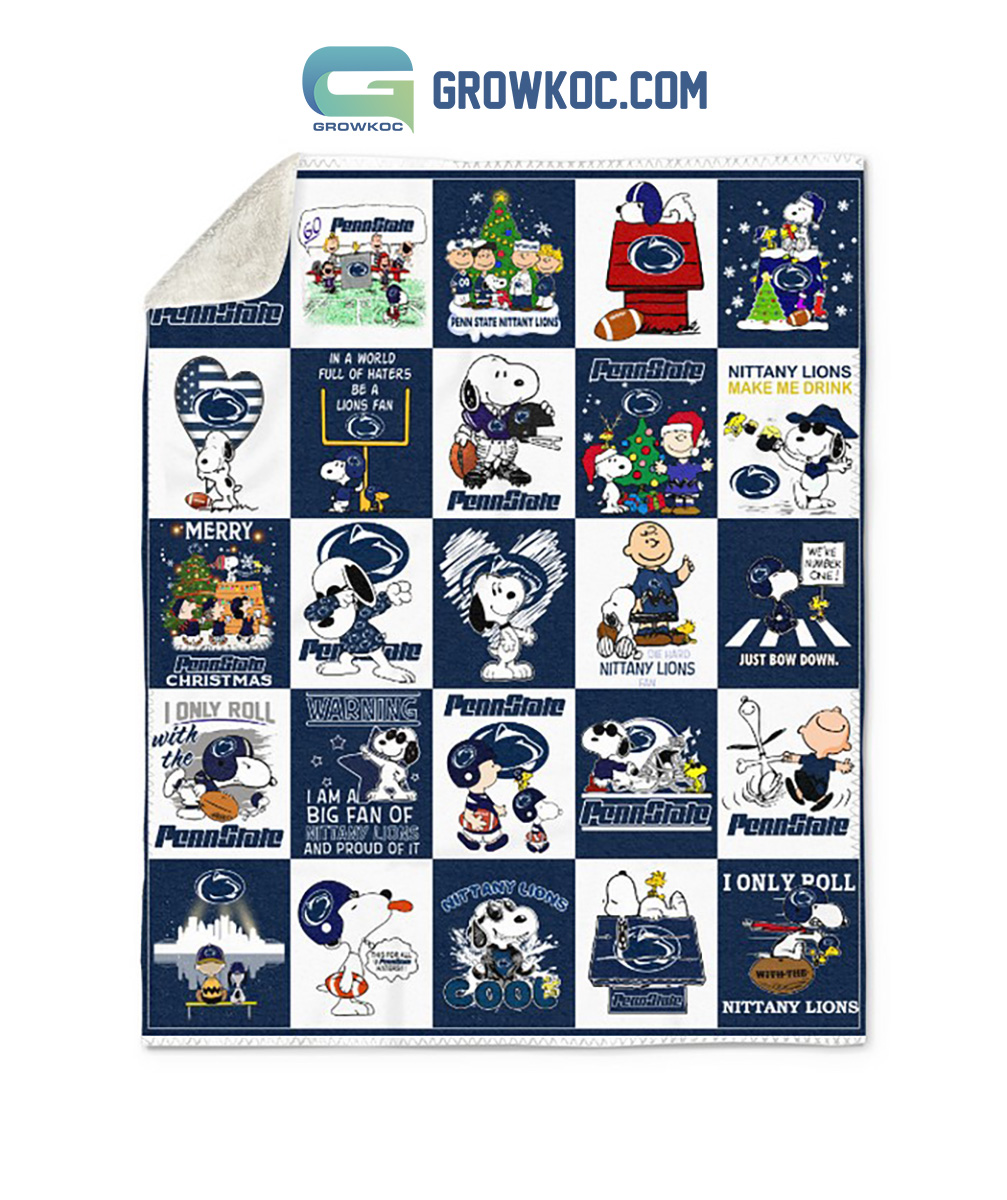 GROWKOC
GROWKOC.COM
PennState
GO
PennState
PENN STATE NITTANY LIONS
IN A WORLD
FULL OF HATERS
BE A
LIONS FAN
PennState
PennState
NITTANY LIONS
MAKE ME DRINK
MERRY
PennState
CHRISTMAS
PennState
DIE HARD
NITTANY LIONS
FAN
WE'RE
NUMBER
ONE!
JUST BOW DOWN.
I ONLY ROLL
with
the
PennState
WARNING
I AM A
BIG FAN OF
NITTANY LIONS
AND PROUD OF IT
PennState
PennState
PennState
THIS FOR ALL
PennState
HATERS!
NITTANY LIONS
COOL
PennState
I ONLY ROLL
WITH THE
NITTANY LIONS